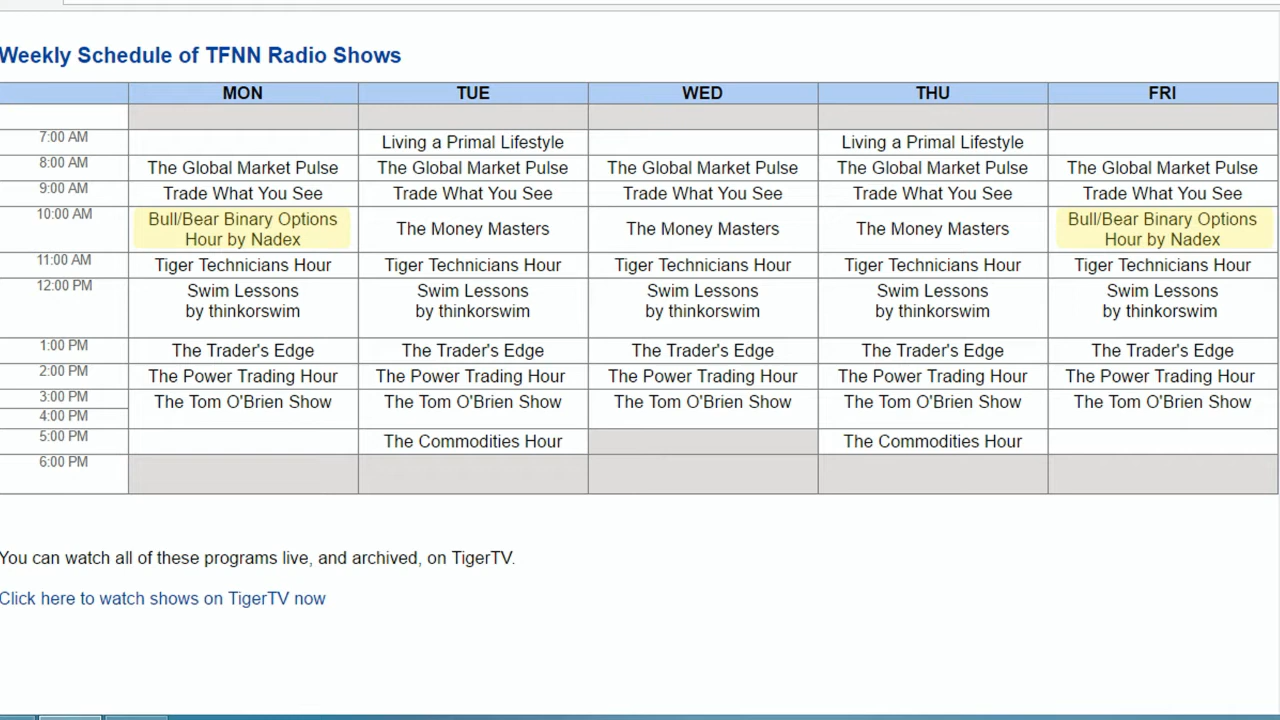 Weekly Schedule of TFNN Radio Shows
MON TUE WED THU FRI
7:00 AM Living a Primal Lifestyle Living a Primal Lifestyle
8:00 AM The Global Market Pulse The Global Market Pulse The Global Market Pulse The Global Market Pulse The Global Market Pulse
9:00 AM Trade What You See Trade What You See Trade What You See Trade What You See Trade What You See
10:00 AM Bull/Bear Binary Options The Money Masters The Money Masters The Money Masters Bull/Bear Binary Options
Hour by Nadex Hour by Nadex
11:00 AM Tiger Technicians Hour Tiger Technicians Hour Tiger Technicians Hour Tiger Technicians Hour Tiger Technicians Hour
12:00 PM Swim Lessons Swim Lessons Swim Lessons Swim Lessons Swim Lessons
by thinkorswim by thinkorswim by thinkorswim by thinkorswim by thinkorswim
1:00 PM The Trader's Edge The Trader's Edge The Trader's Edge The Trader's Edge The Trader's Edge
2:00 PM The Power Trading Hour The Power Trading Hour The Power Trading Hour The Power Trading Hour The Power Trading Hour
3:00 PM The Tom O'Brien Show The Tom O'Brien Show The Tom O'Brien Show The Tom O'Brien Show The Tom O'Brien Show
4:00 PM
5:00 PM The Commodities Hour The Commodities Hour
6:00 PM
You can watch all of these programs live, and archived, on TigerTV.
Click here to watch shows on TigerTV now